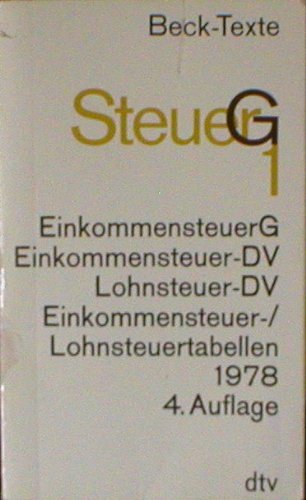 Beck-Texte
SteuerG
1
EinkommensteuerG
Einkommensteuer-DV
Lohnsteuer-DV
Einkommensteuer-/
Lohnsteuertabellen
1978
4. Auflage
dtv